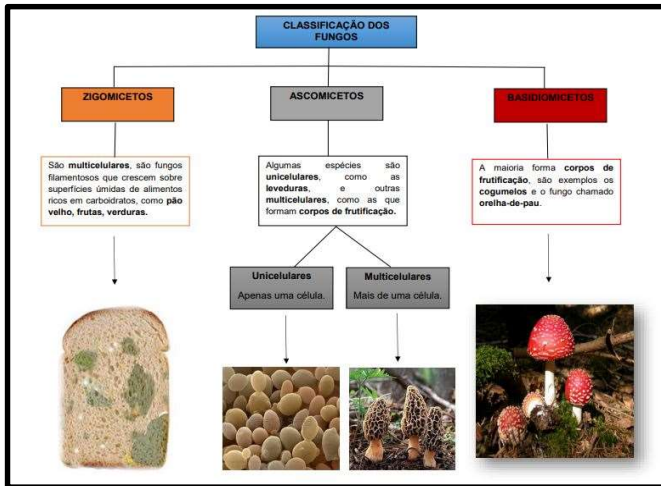 CLASSIFICAÇÃO DOS
FUNGOS
ZIGOMICETOS
ASCOMICETOS
BASIDIOMICETOS
São multicelulares, são fungos
filamentosos que crescem sobre
superfícies úmidas de alimentos
ricos em carboidratos, como pão
velho, frutas, verduras.
Algumas espécies são
unicelulares, como as
leveduras, e outras
multicelulares, como as que
formam corpos de frutificação.
A maioria forma corpos de
frutificação, são exemplos os
cogumelos e o fungo chamado
orelha-de-pau.
Unicelulares
Apenas uma célula.
Multicelulares
Mais de uma célula.